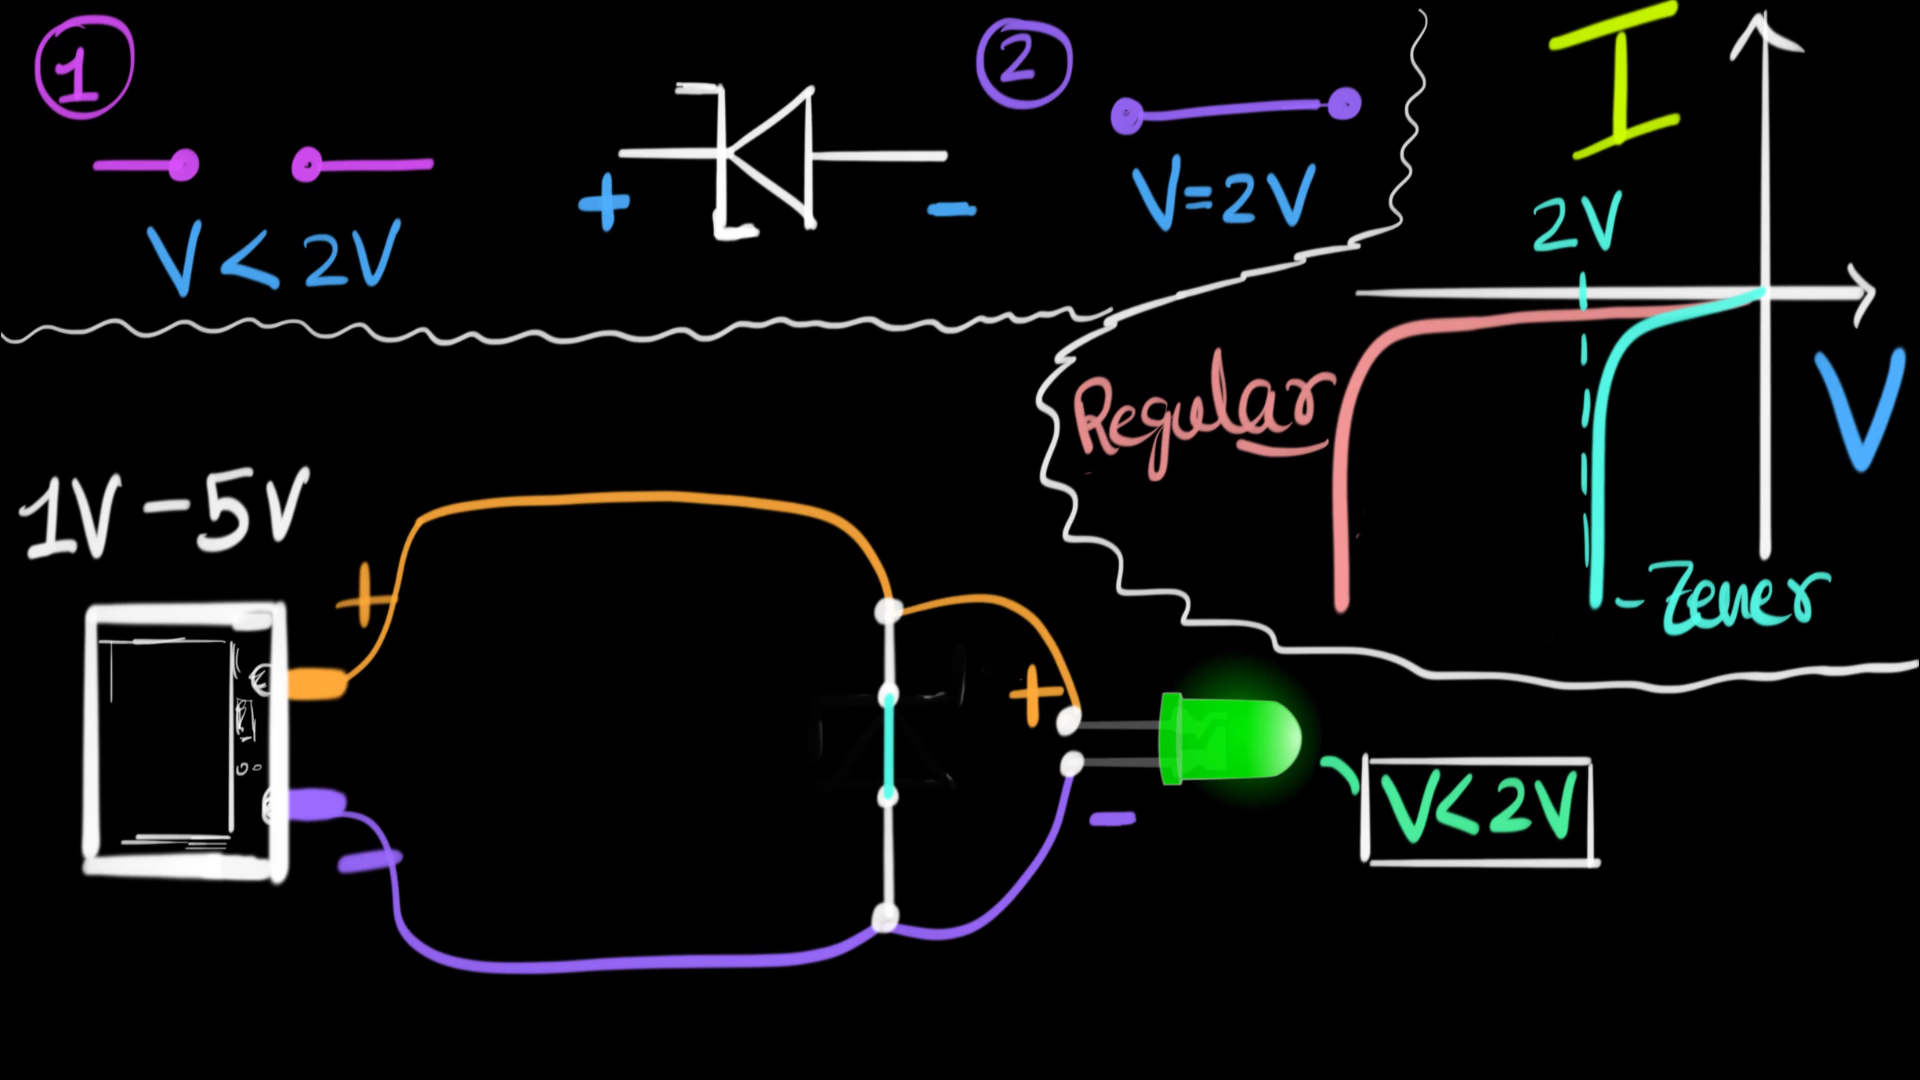 1
V < 2V
+
-
2
V=2V
I
2V
V
Regular
-Zener
1V-5V
+
-
+
-
V<2V